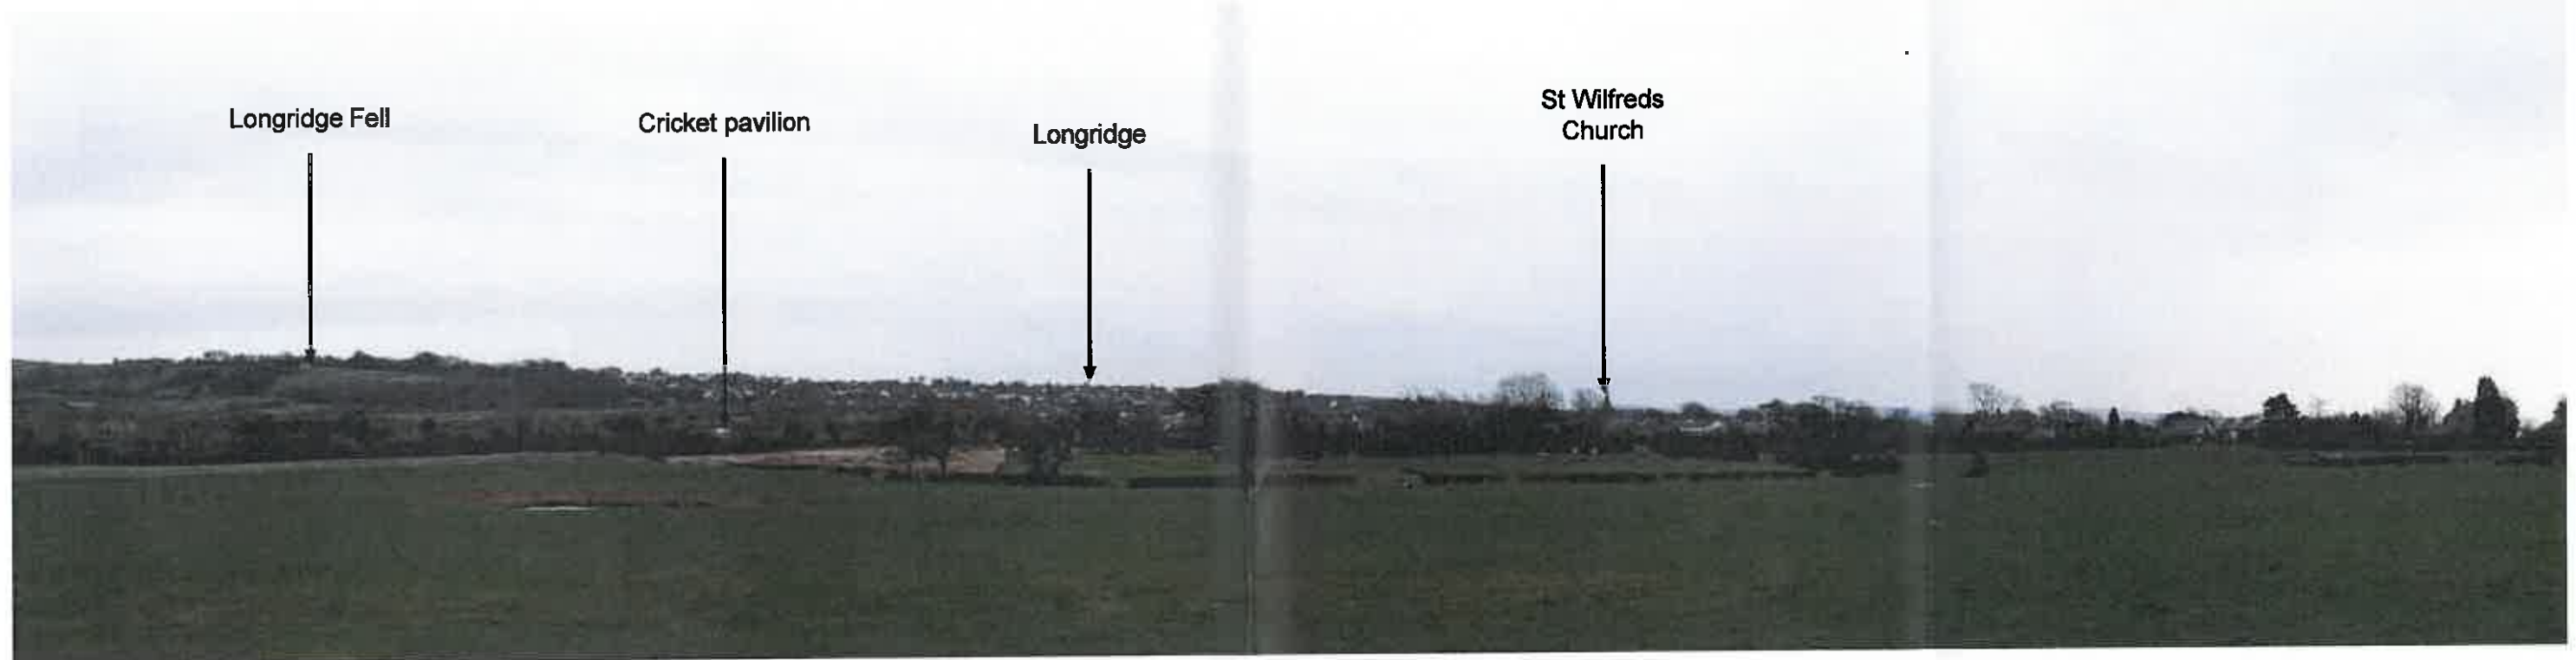 Longridge Fell
Cricket pavilion
Longridge
St Wilfreds
Church